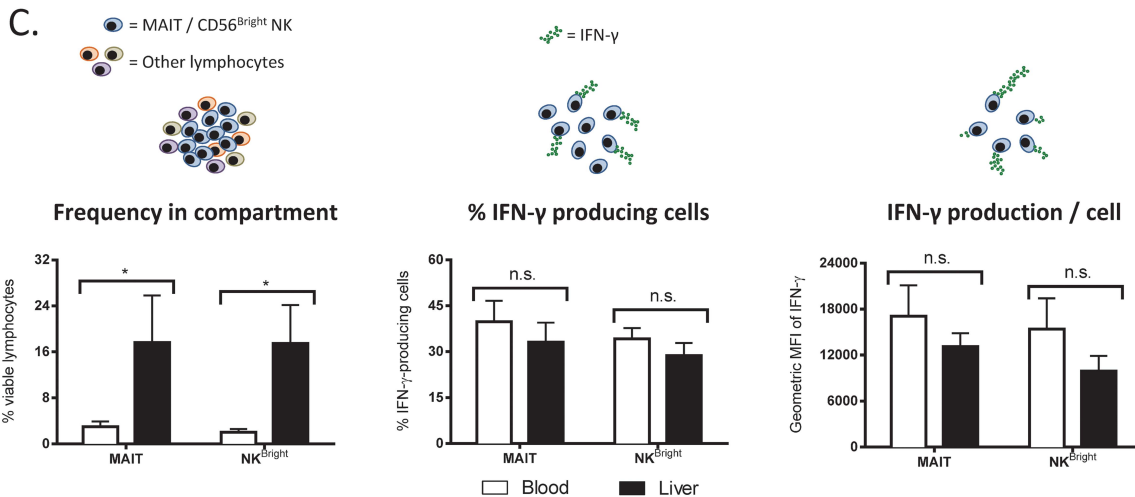 C.
= MAIT / CD56Bright NK
= Other lymphocytes
= IFN-γ
Frequency in compartment
% IFN-γ producing cells
IFN-γ production / cell
% viable lymphocytes
32
24
16
8
0
*
*
MAIT
NKBright
% IFN-γ-producing cells
60
45
30
15
0
n.s.
n.s.
MAIT
NKBright
Geometric MFI of IFN-γ
24000
18000
12000
6000
0
n.s.
n.s.
MAIT
NKBright
Blood
Liver